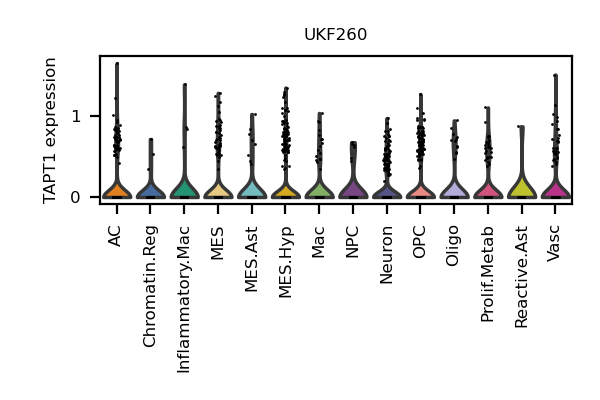 UKF260
TAPT1 expression
1
0
AC
Chromatin.Reg
Inflammatory.Mac
MES
MES.Ast
MES.Hyp
Mac
NPC
Neuron
OPC
Oligo
Prolif.Metab
Reactive.Ast
Vasc